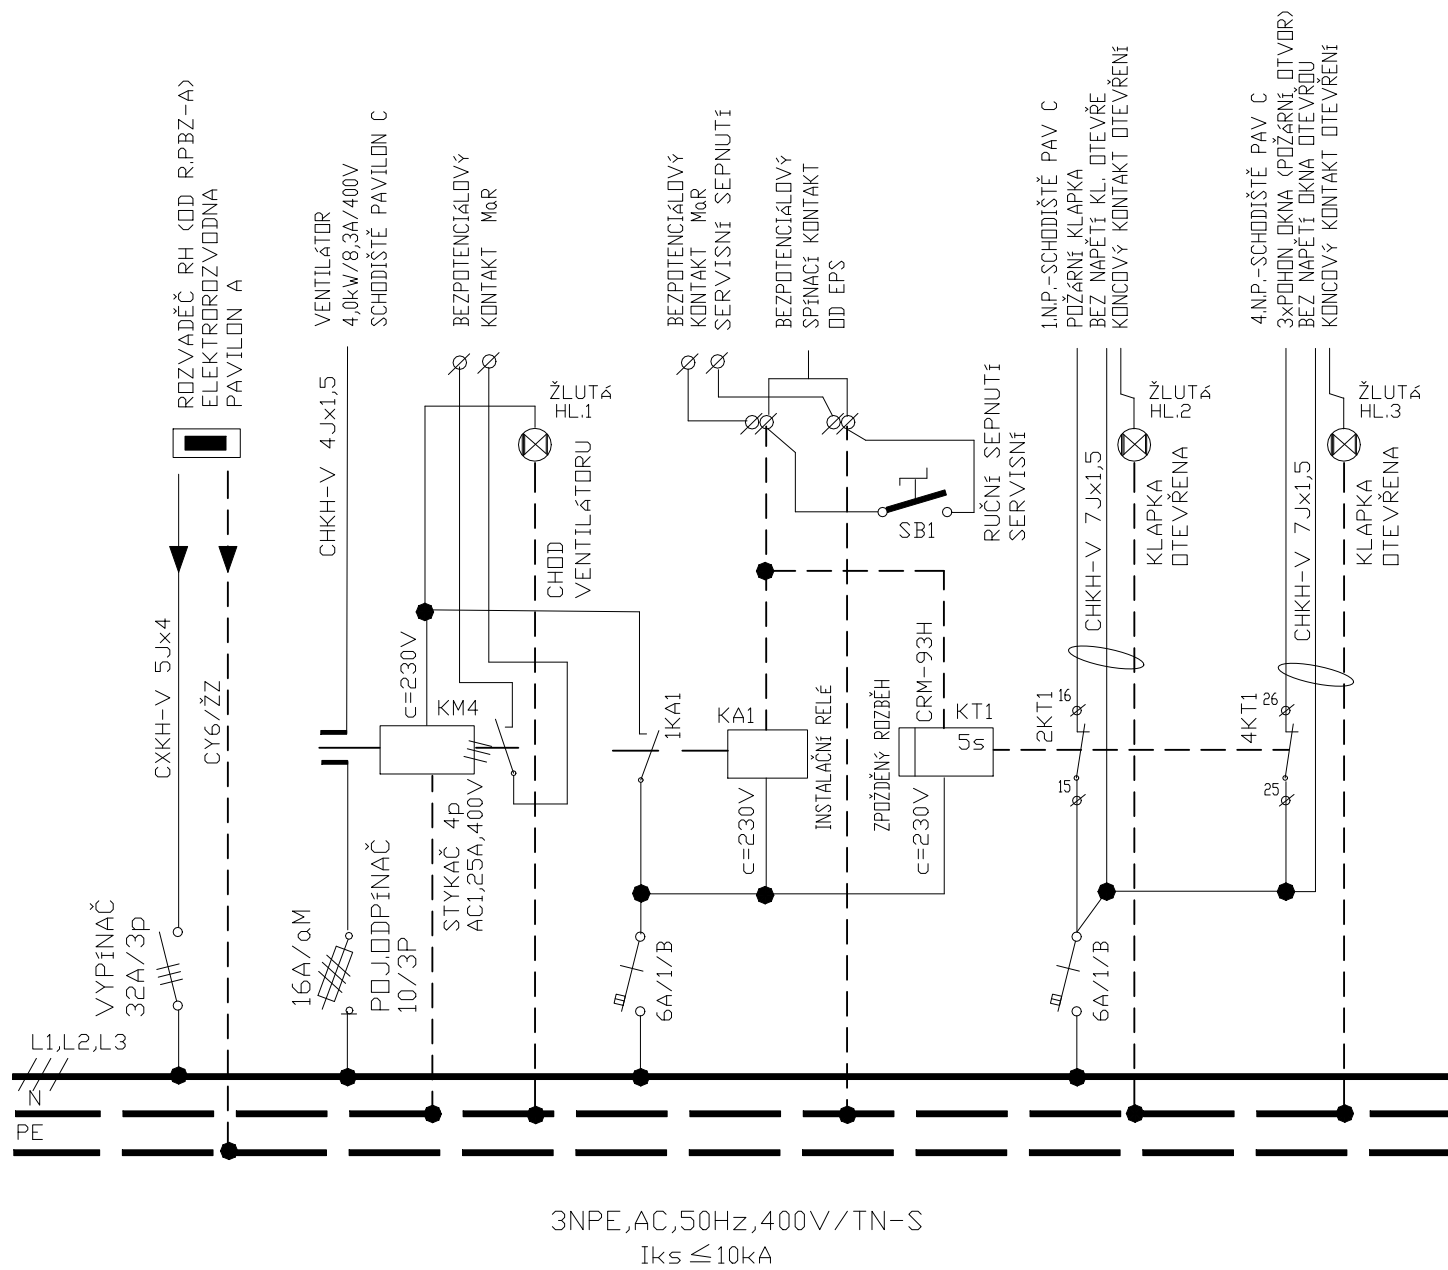 ROZVADĚČ RH (OD R.PBZ-A)
ELEKTROROZVODNA
PAVILON A
CXKH-V 5Jx4
CY6/ŽZ
VYPÍNAČ
32A/3p
L1,L2,L3
N
PE
VENTILÁTOR
4,0kW/8,3A/400V
SCHODIŠTĚ PAVILON C
CHKH-V 4Jx1,5
16A/aM
POJ.ODPÍNAČ
10/3P
BEZPOTENCIÁLOVÝ
KONTAKT MaR
ŽLUTÁ
HL.1
CHOD
VENTILÁTORU
c=230V
KM4
STYKAČ 4p
AC1,25A,400V
BEZPOTENCIÁLOVÝ
KONTAKT MaR
SERVISNÍ SEPNUTÍ
BEZPOTENCIÁLOVÝ
SPÍNACÍ KONTAKT
OD EPS
SB1
RUČNÍ SEPNUTÍ
SERVISNÍ
1KA1
KA1
c=230V
INSTALAČNÍ RELÉ
6A/1/B
ZPOŽDĚNÝ ROZBĚH
CRM-93H
KT1
5s
c=230V
1.N.P.-SCHODIŠTĚ PAV C
POŽÁRNÍ KLAPKA
BEZ NAPĚTÍ KL. OTEVŘE
KONCOVÝ KONTAKT OTEVŘENÍ
ŽLUTÁ
HL.2
CHKH-V 7Jx1,5
KLAPKA
OTEVŘENA
2KT1
16
15
6A/1/B
4.N.P.-SCHODIŠTĚ PAV C
3xPOHON OKNA (POŽÁRNÍ OTVOR)
BEZ NAPĚTÍ OKNA OTEVŘOU
KONCOVÝ KONTAKT OTEVŘENÍ
ŽLUTÁ
HL.3
CHKH-V 7Jx1,5
KLAPKA
OTEVŘENA
4KT1
26
25
3NPE,AC,50Hz,400V/TN-S
Iks ≤10kA